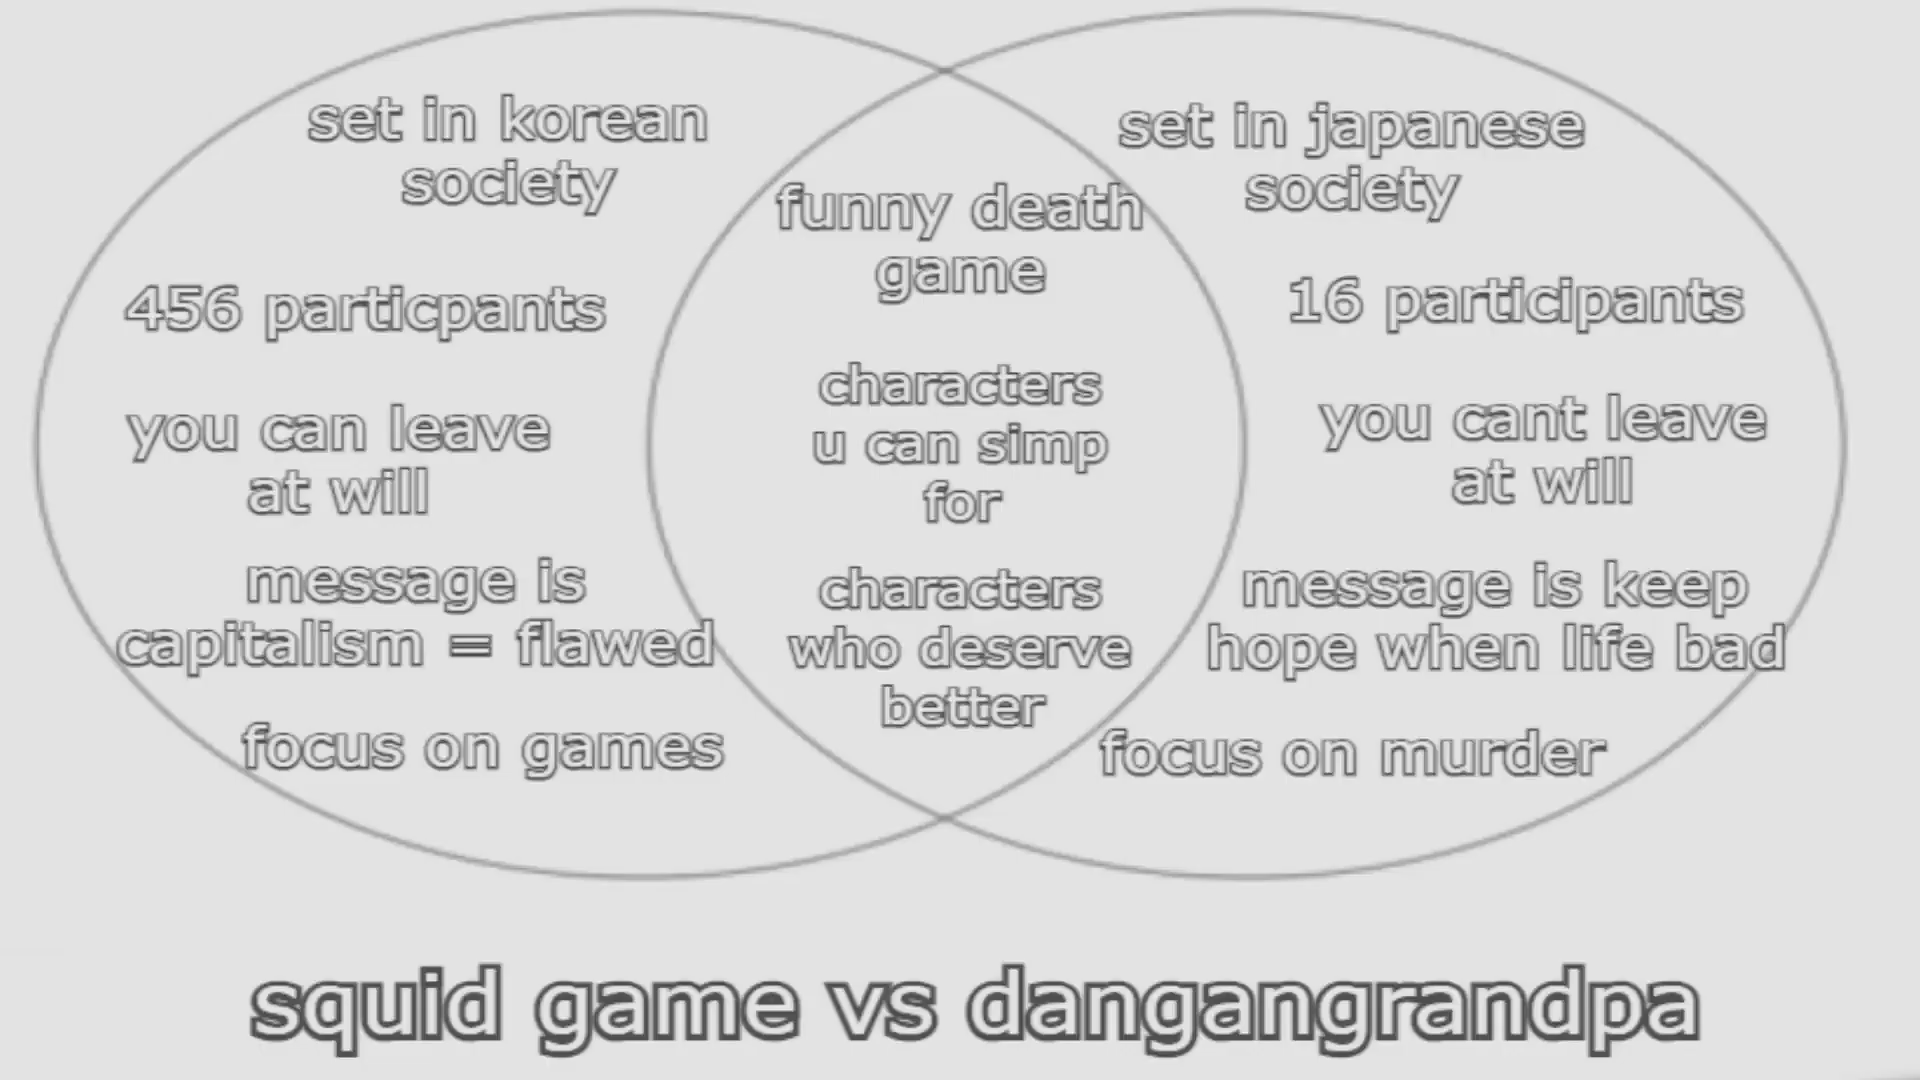 set in korean
society
456 particpants
you can leave
at will
message is
capitalism = flawed
focus on games
funny death
game
characters
u can simp
for
characters
who deserve
better
set in japanese
society
16 participants
you cant leave
at will
message is keep
hope when life bad
focus on murder
squid game vs dangangrandpa